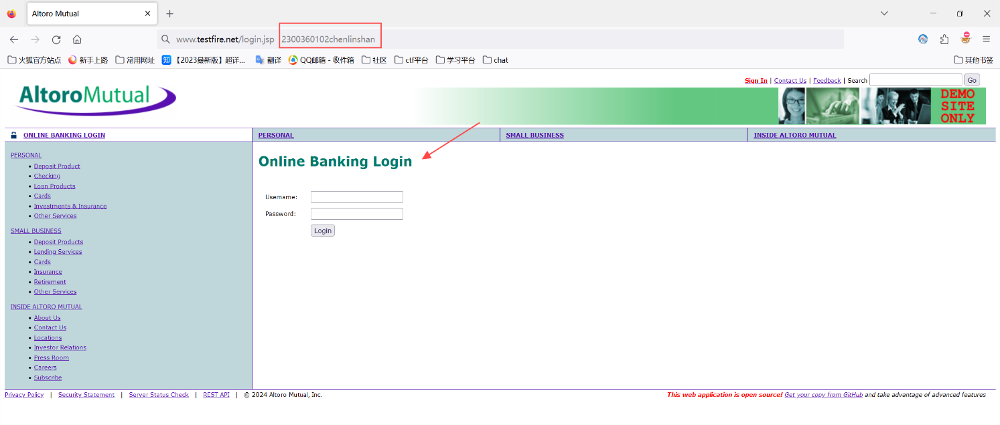 Altoro Mutual
www.testfire.net/login.jsp 2300360102chenlinshan
火狐官方站点 新手上路 常用网址 知 【2023最新版】超详... 翻译 QQ邮箱 - 收件箱 社区 ctf平台 学习平台 chat 其他书签
Sign In | Contact Us | Feedback | Search Go
AltoroMutual
DEMO
SITE
ONLY
ONLINE BANKING LOGIN PERSONAL SMALL BUSINESS INSIDE ALTORO MUTUAL
PERSONAL
• Deposit Product
• Checking
• Loan Products
• Cards
• Investments & Insurance
• Other Services
SMALL BUSINESS
• Deposit Products
• Lending Services
• Cards
• Insurance
• Retirement
• Other Services
INSIDE ALTORO MUTUAL
• About Us
• Contact Us
• Locations
• Investor Relations
• Press Room
• Careers
• Subscribe
Online Banking Login
Username:
Password:
Login
Privacy Policy | Security Statement | Server Status Check | REST API | © 2024 Altoro Mutual, Inc.
This web application is open source! Get your copy from GitHub and take advantage of advanced features